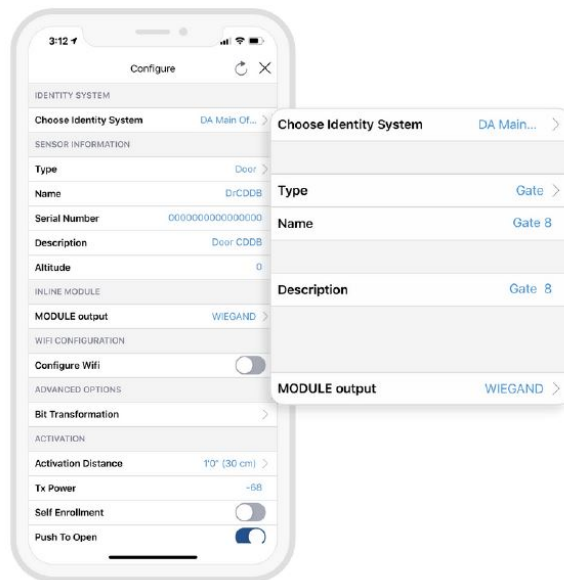 3:12
Configure
IDENTITY SYSTEM
Choose Identity System DA Main Of...
SENSOR INFORMATION
Type Door
Name DrCDDB
Serial Number 0000000000000000
Description Door CDDB
Altitude 0
INLINE MODULE
MODULE output WIEGAND
WIFI CONFIGURATION
Configure Wifi
ADVANCED OPTIONS
Bit Transformation
ACTIVATION
Activation Distance 1'0" (30 cm)
Tx Power -68
Self Enrollment
Push To Open
Choose Identity System DA Main...
Type Gate
Name Gate 8
Description Gate 8
MODULE output WIEGAND